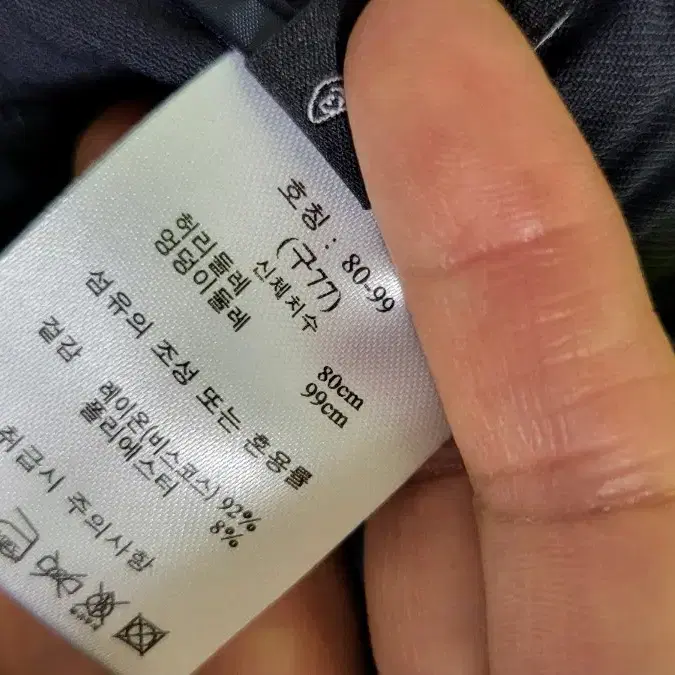 호칭 : 80-99
(구77)
신체치수
허리둘레 80cm
엉덩이둘레 99cm
섬유의 조성 또는 혼용률
겉감 레이온(비스코스) 92%
폴리에스터 8%
취급시 주의사항